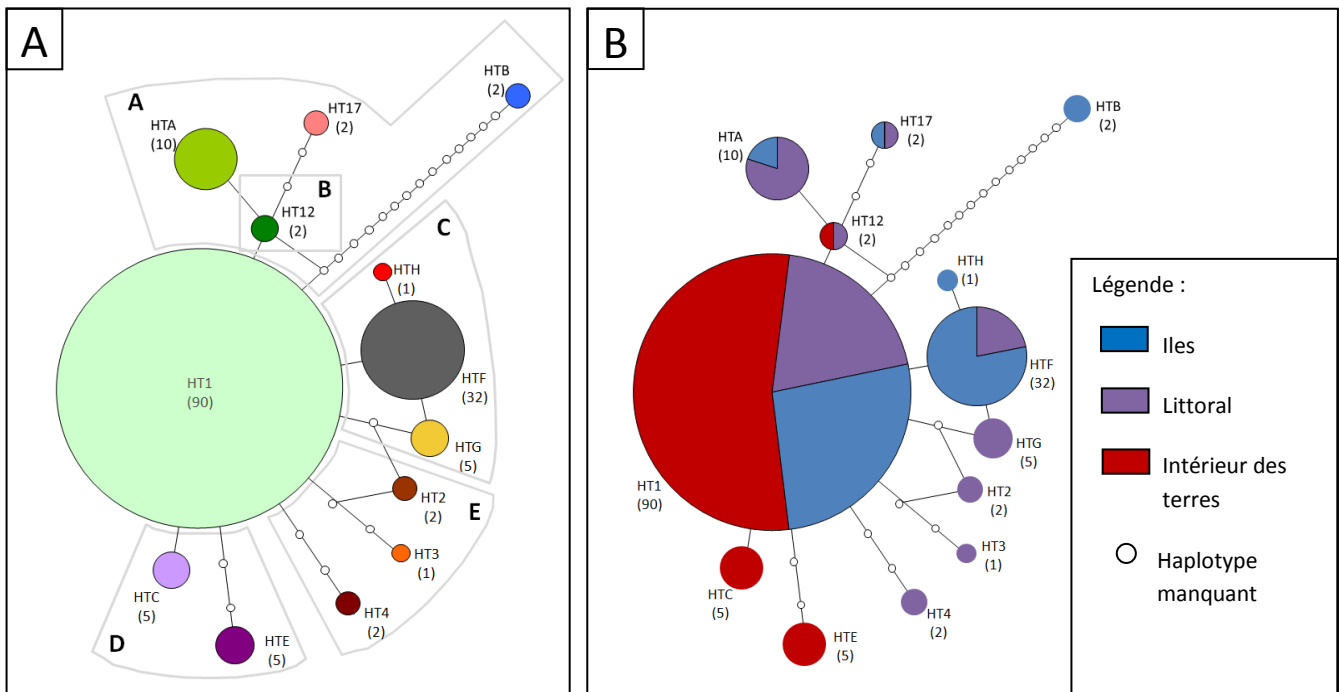 A
A
HTA
(10)
HT17
(2)
HTB
(2)
B
HT12
(2)
C
HTH
(1)
HT1
(90)
HTF
(32)
HTG
(5)
HT2
(2)
E
HT3
(1)
HT4
(2)
HTC
(5)
D
HTE
(5)
B
HTB
(2)
HT17
(2)
HTA
(10)
HT12
(2)
HTH
(1)
HTF
(32)
HTG
(5)
HT1
(90)
HT2
(2)
HT3
(1)
HTC
(5)
HT4
(2)
HTE
(5)
Légende :
Iles
Littoral
Intérieur des
terres
Haplotype
manquant